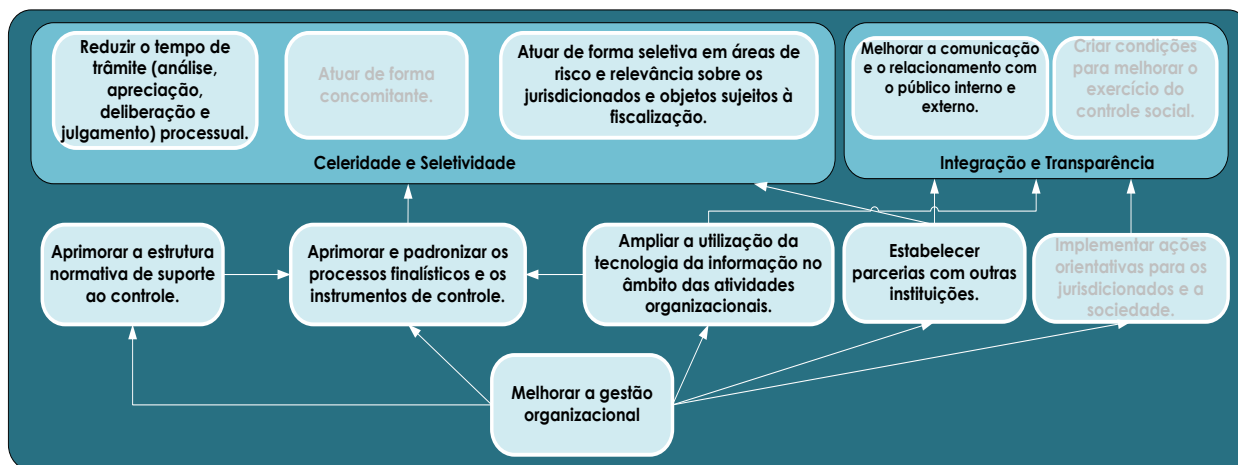 Reduzir o tempo de
trâmite (análise,
apreciação,
deliberação e
julgamento) processual.
Atuar de forma
concomitante.
Atuar de forma seletiva em áreas de
risco e relevância sobre os
jurisdicionados e objetos sujeitos à
fiscalização.
Celeridade e Seletividade
Melhorar a comunicação
e o relacionamento com
o público interno e
externo.
Criar condições
para melhorar o
exercício do
controle social.
Integração e Transparência
Aprimorar a estrutura
normativa de suporte
ao controle.
Aprimorar e padronizar os
processos finalísticos e os
instrumentos de controle.
Ampliar a utilização da
tecnologia da informação no
âmbito das atividades
organizacionais.
Estabelecer
parcerias com outras
instituições.
Implementar ações
orientativas para os
jurisdicionados e a
sociedade.
Melhorar a gestão
organizacional